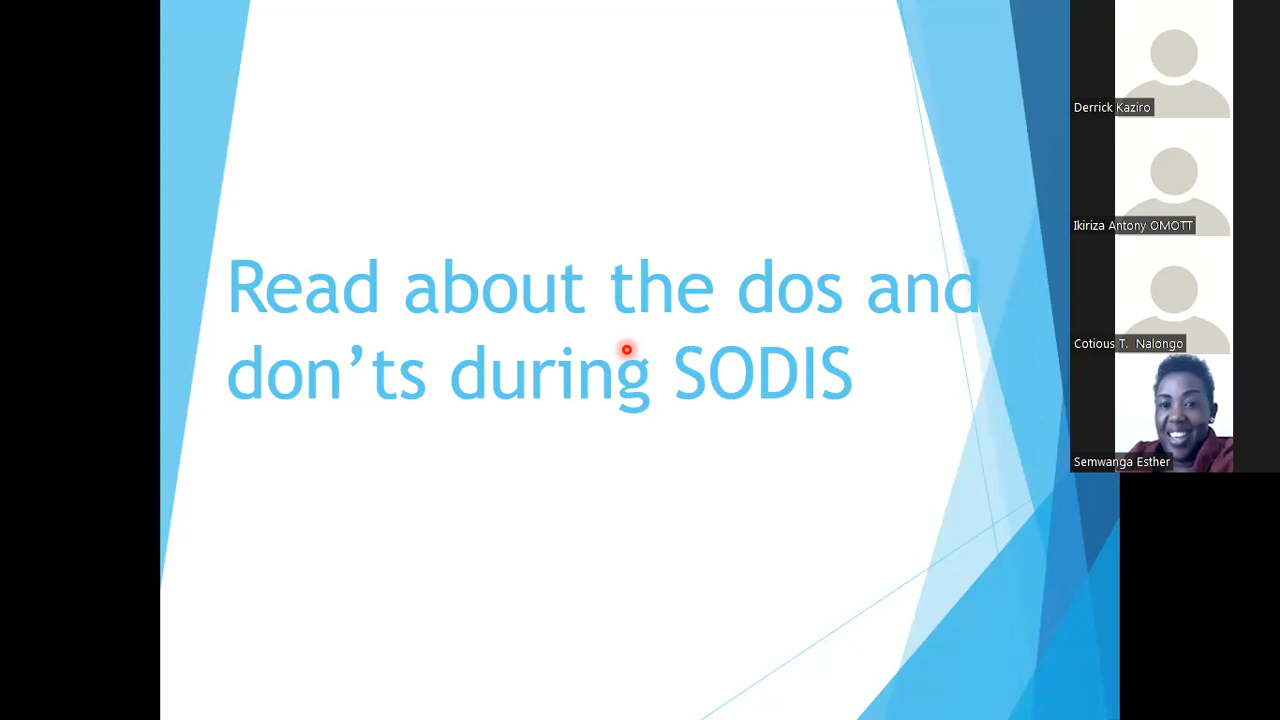 Read about the dos and
don’ts during SODIS
Derrick Kaziro
Ikiriza Antony OMOTT
Cotious T. Nalongo
Semwanga Esther